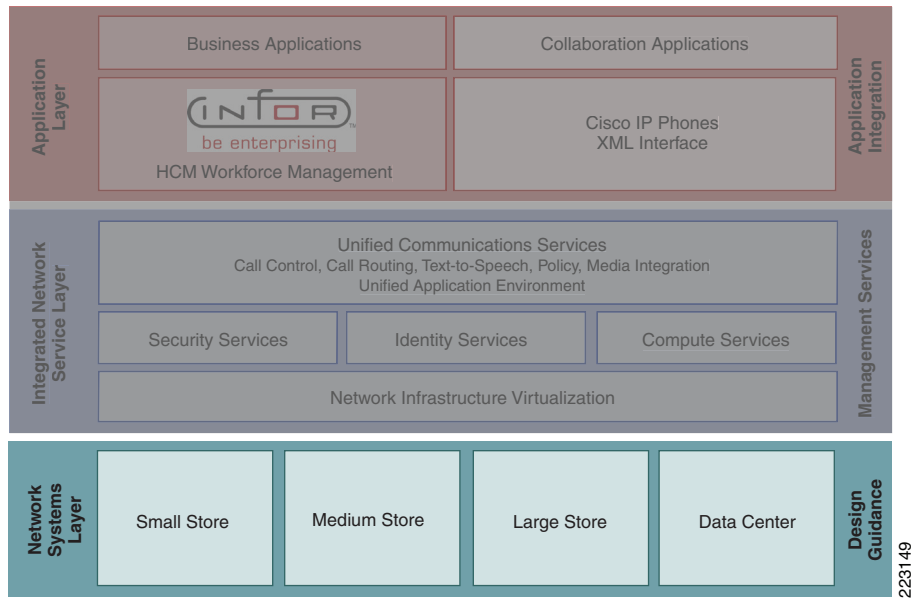 Application
Layer
Business Applications
Collaboration Applications
Application
Integration
INFOR
TM
be enterprising
HCM Workforce Management
Cisco IP Phones
XML Interface
Integrated Network
Service Layer
Unified Communications Services
Call Control, Call Routing, Text-to-Speech, Policy, Media Integration
Unified Application Environment
Management Services
Security Services
Identity Services
Compute Services
Network Infrastructure Virtualization
Network
Systems
Layer
Small Store
Medium Store
Large Store
Data Center
Design
Guidance
223149